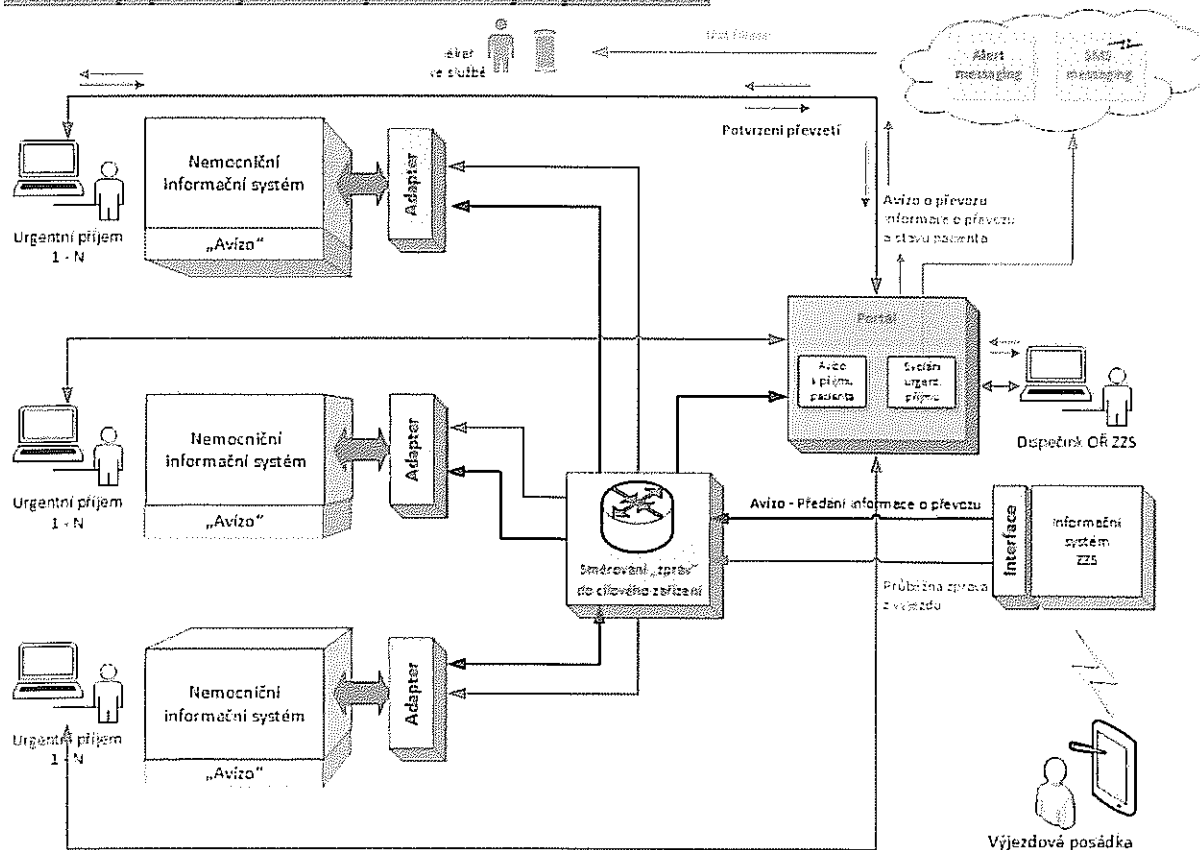 lékař
ve službě
Alert
messaging
SMS
messaging
Potvrzení převzetí
Nemocniční
informační systém
„Avízo“
Adapter
Urgentní příjem
1 - N
Avízo o převozu
informace o převozu
a stavu pacienta
Portál
Avízo
k příjmu
pacienta
Svolání
urgent.
příjmu
Dispečink OŘ ZZS
Nemocniční
informační systém
„Avízo“
Adapter
Urgentní příjem
1 - N
Avízo - Předání informace o převozu
Interface
Informační
systém
ZZS
Směrování „zpráv“
do cílového zařízení
Průběžná zpráva
z výjezdu
Nemocniční
informační systém
„Avízo“
Adapter
Urgentní příjem
1 - N
Výjezdová posádka